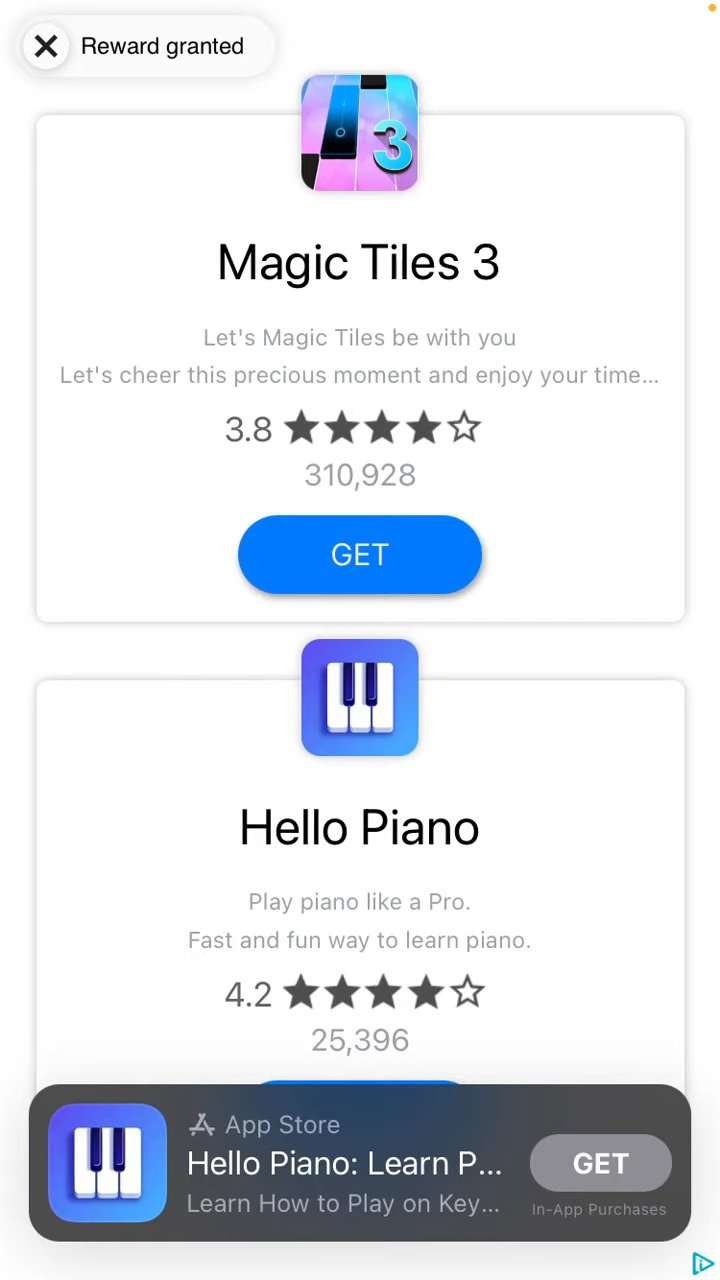 Reward granted
3
Magic Tiles 3
Let's Magic Tiles be with you
Let's cheer this precious moment and enjoy your time...
3.8
310,928
GET
Hello Piano
Play piano like a Pro.
Fast and fun way to learn piano.
4.2
25,396
App Store
Hello Piano: Learn P...
Learn How to Play on Key...
GET
In-App Purchases